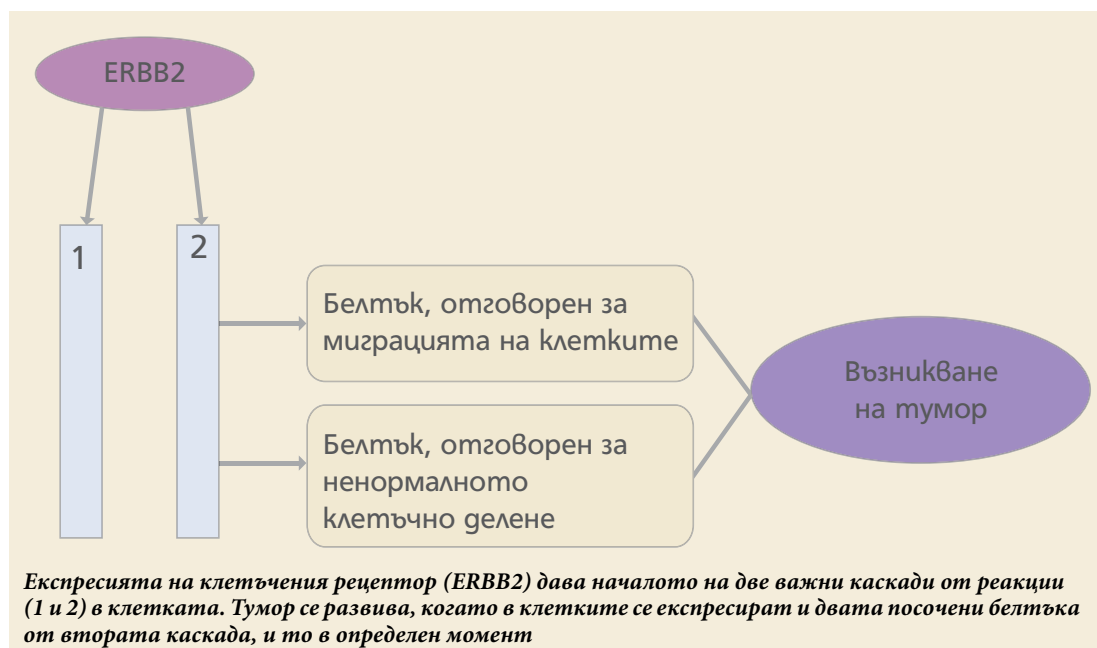 ERBB2
1
2
Белтък, отговорен за
миграцията на клетките
Белтък, отговорен за
ненормалното
клетъчно делене
Възникване
на тумор
Експресията на клетъчения рецептор (ERBB2) дава началото на две важни каскади от реакции
(1 и 2) в клетката. Тумор се развива, когато в клетките се експресират и двата посочени белтъка
от втората каскада, и то в определен момент